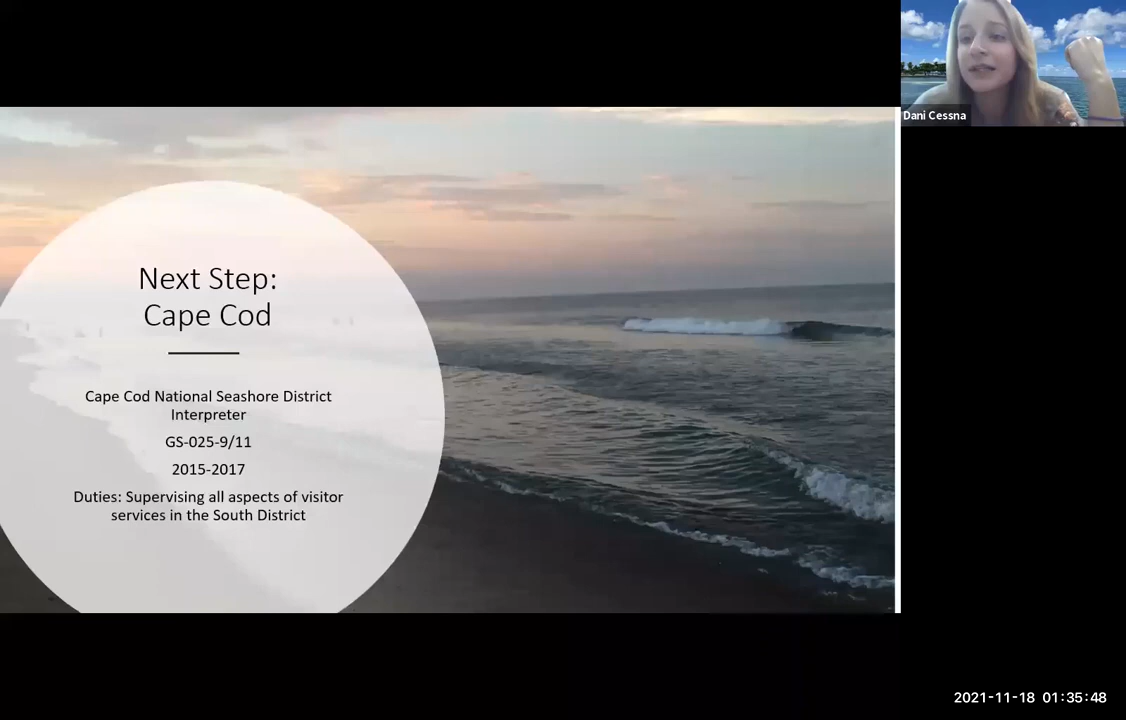 Dani Cessna
Next Step:
Cape Cod
Cape Cod National Seashore District
Interpreter
GS-025-9/11
2015-2017
Duties: Supervising all aspects of visitor
services in the South District
2021-11-18 01:35:48